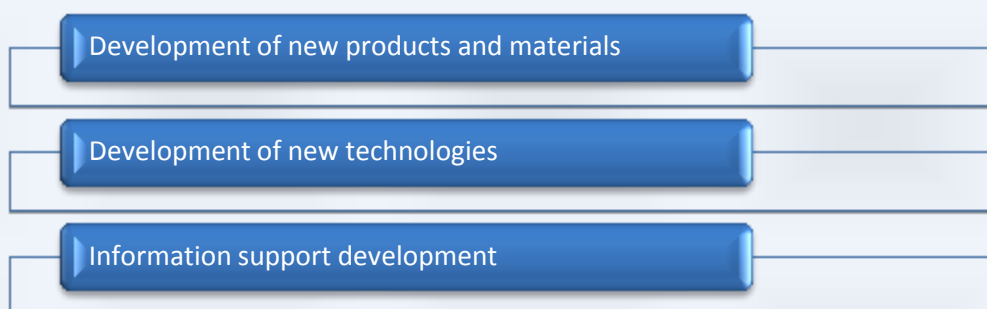 Development of new products and materials
Development of new technologies
Information support development